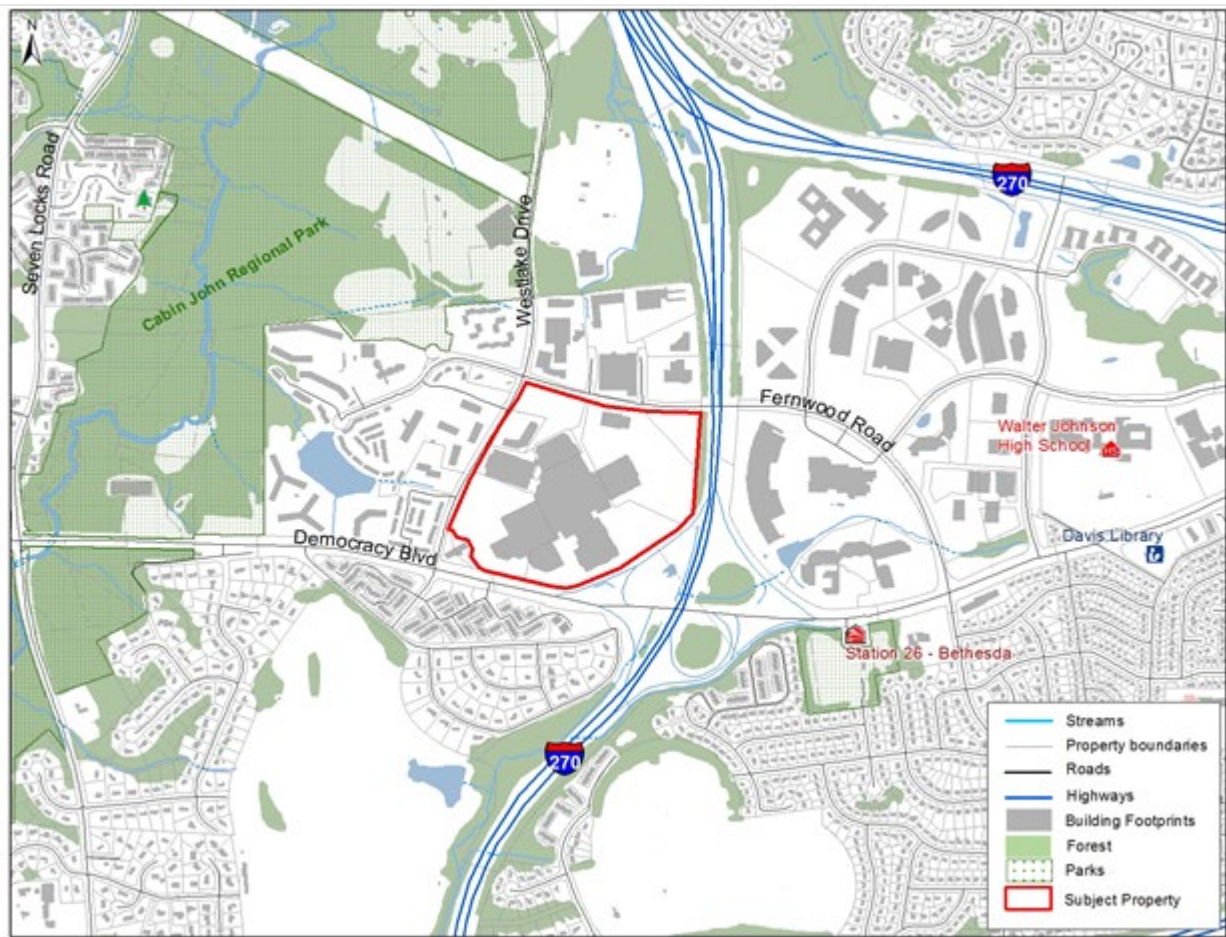 N
270
Seven Locks Road
Cabin John Regional Park
Westlake Drive
Fernwood Road
Walter Johnson
High School
HS
Democracy Blvd
Davis Library
Station 26 - Bethesda
270
Streams
Property boundaries
Roads
Highways
Building Footprints
Forest
Parks
Subject Property